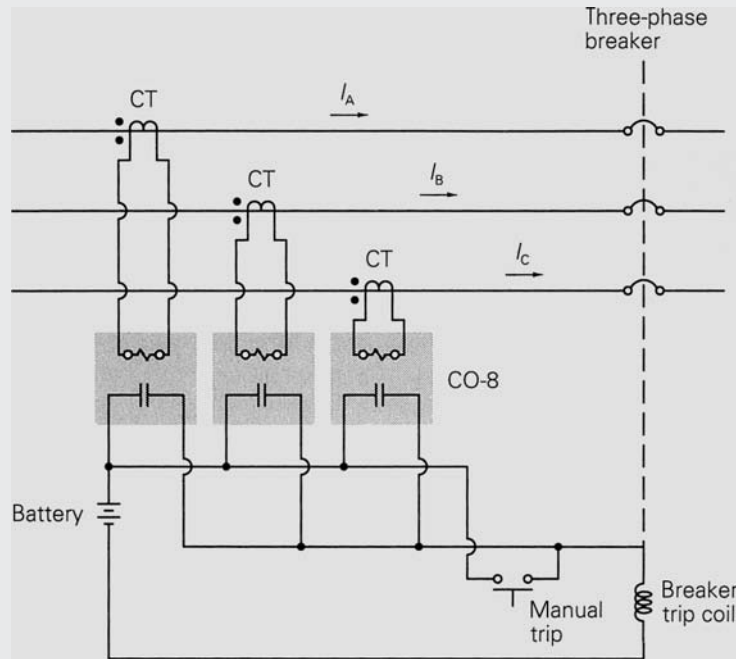 Three-phase
breaker
CT
I_A
CT
I_B
CT
I_C
CO-8
Battery
Manual
trip
Breaker
trip coil